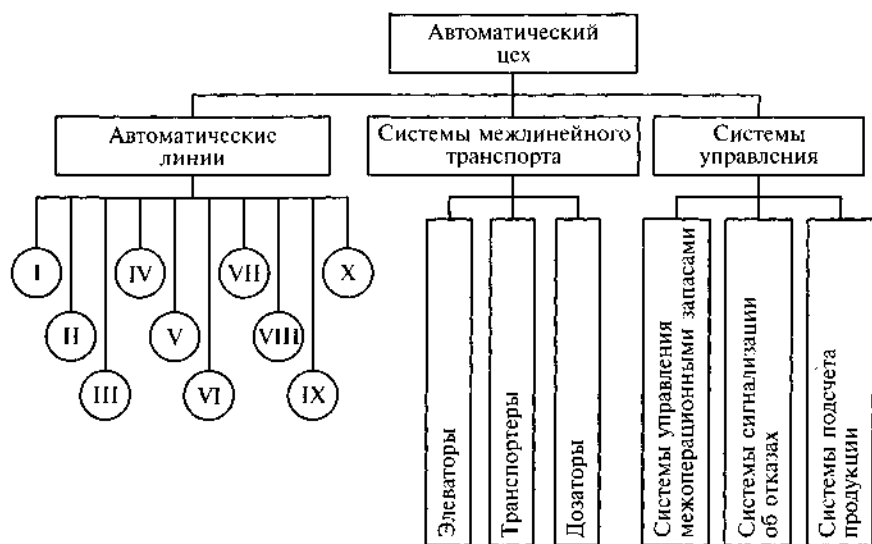 Автоматический
цех
Автоматические
линии
Системы межлинейного
транспорта
Системы
управления
I
IV
VII
X
II
V
VIII
III
VI
IX
Элеваторы
Транспортеры
Дозаторы
Системы управления
межоперационными запасами
Системы сигнализации
об отказах
Системы подсчета
продукции